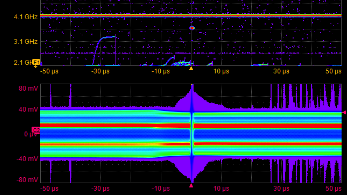 4.1 GHz
3.1 GHz
2.1 GHz
-50 µs -30 µs -10 µs 10 µs 30 µs 50 µs
80 mV
40 mV
0 µV
-40 mV
-80 mV
-50 µs -30 µs -10 µs 10 µs 30 µs 50 µs